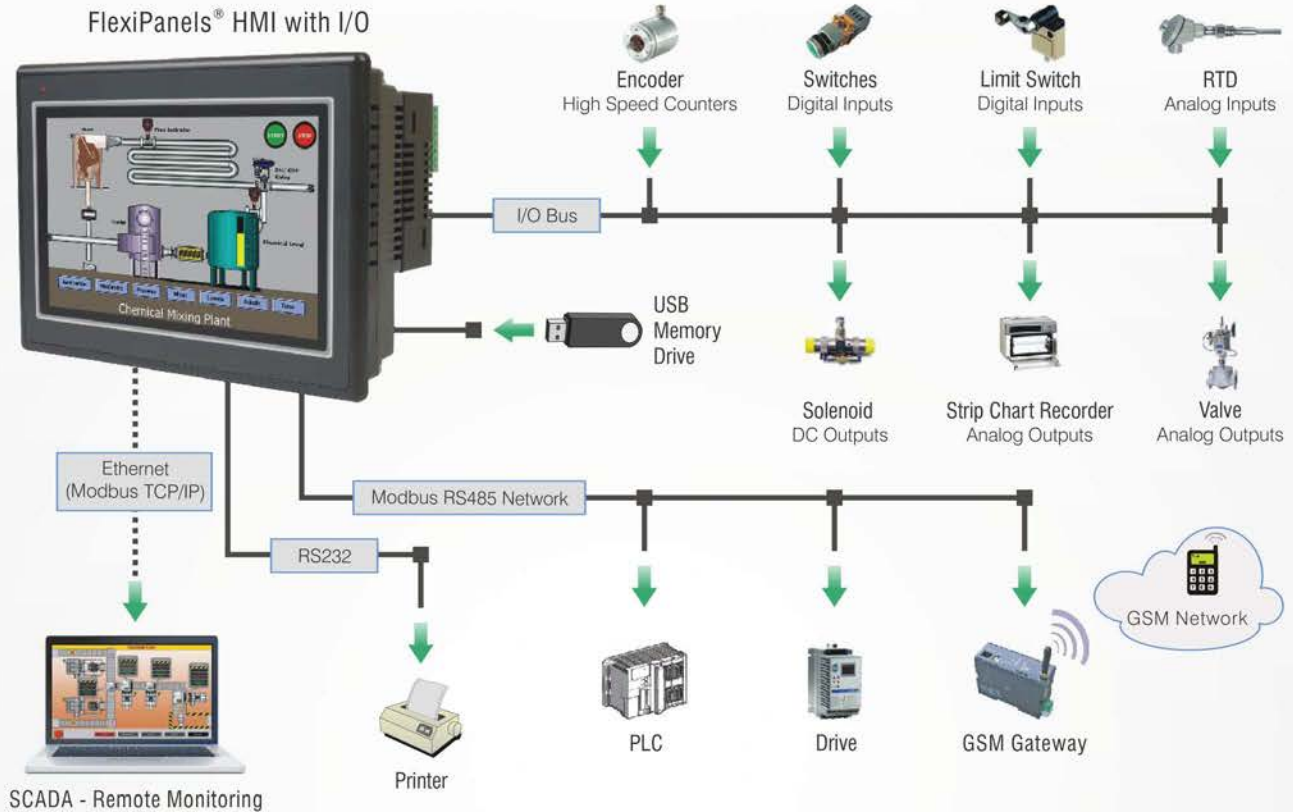 FlexiPanels® HMI with I/O
Encoder
High Speed Counters
Switches
Digital Inputs
Limit Switch
Digital Inputs
RTD
Analog Inputs
START
STOP
Chemical Mixing Plant
I/O Bus
USB
Memory
Drive
Solenoid
DC Outputs
Strip Chart Recorder
Analog Outputs
Valve
Analog Outputs
Ethernet
(Modbus TCP/IP)
Modbus RS485 Network
RS232
GSM Network
PLC
Drive
GSM Gateway
Printer
SCADA - Remote Monitoring